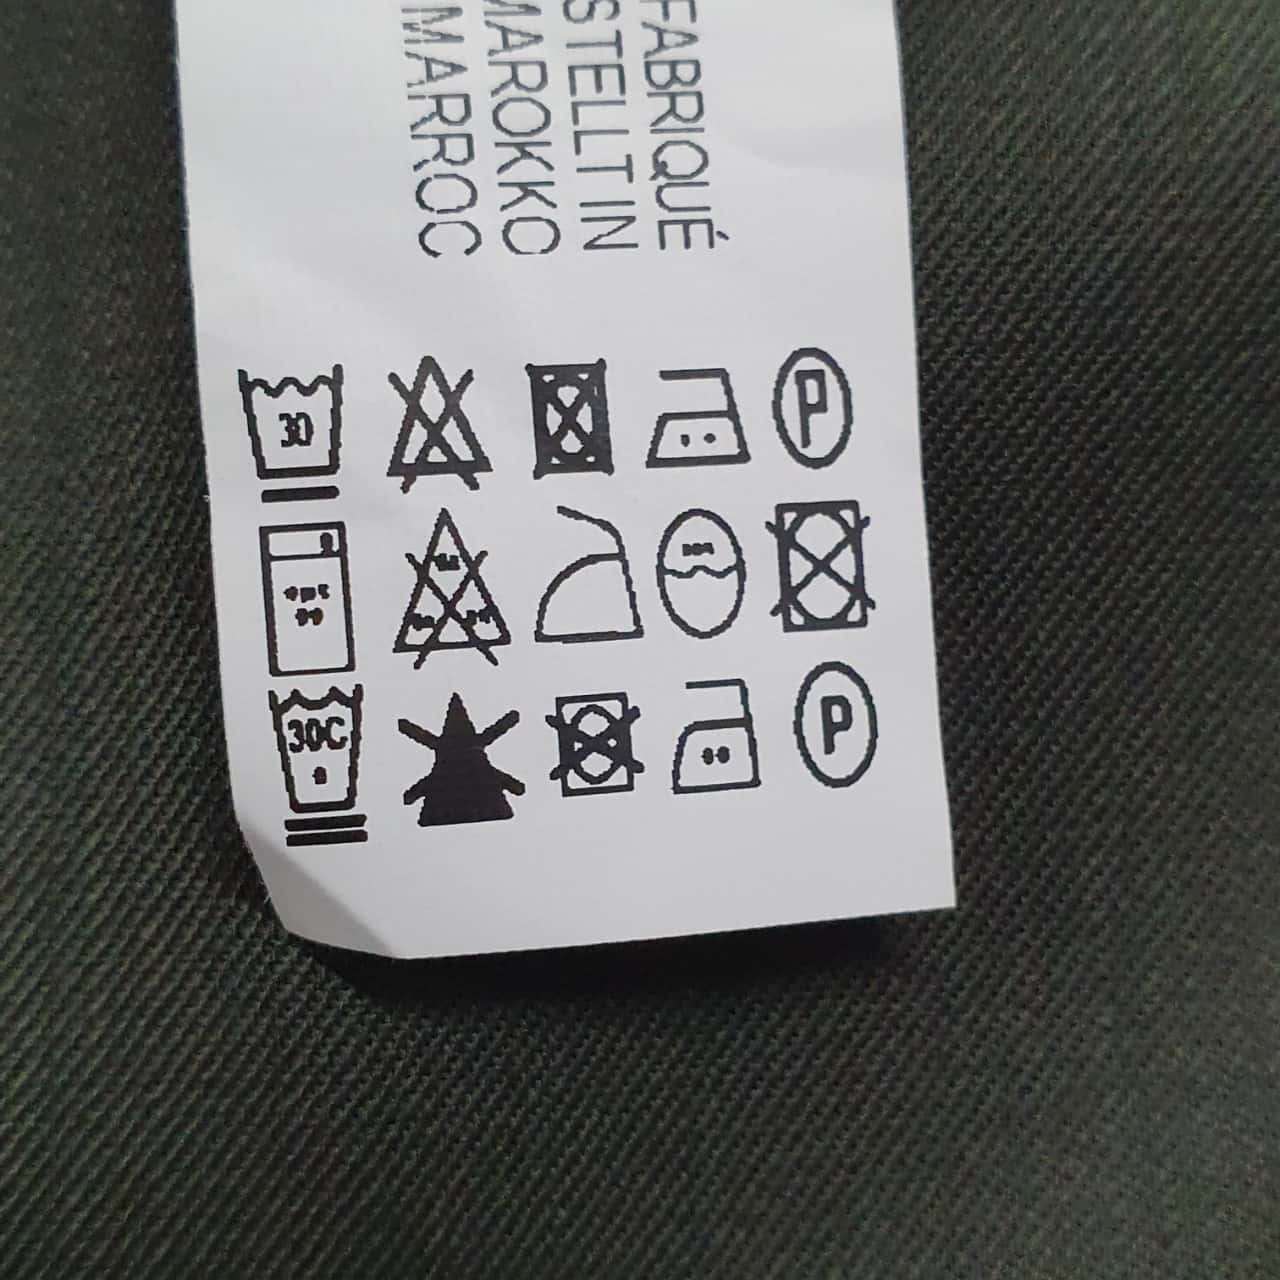 FABRIQUÉ
STELLT IN
MAROKKO
MARROC
30
P
30C
P